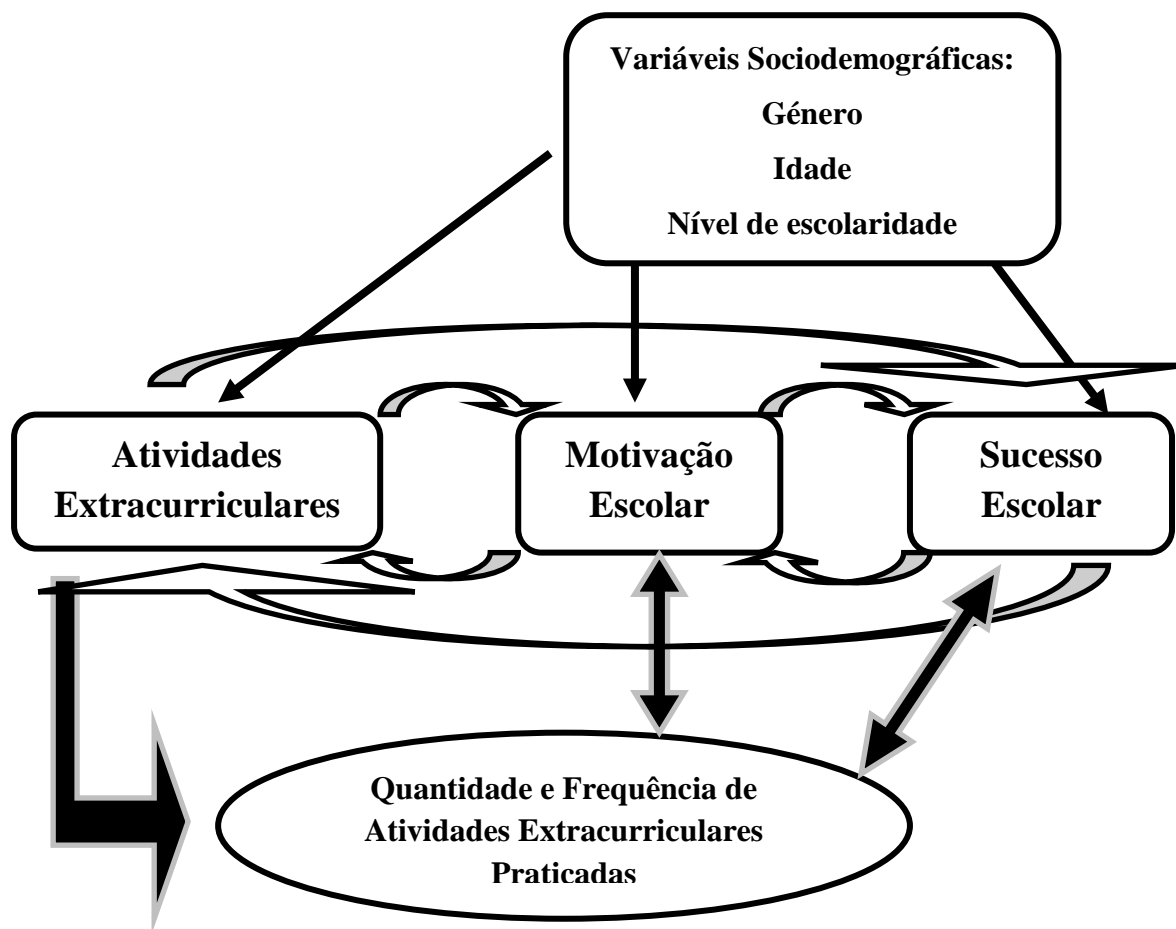 Variáveis Sociodemográficas:
Género
Idade
Nível de escolaridade
Atividades
Extracurriculares
Motivação
Escolar
Sucesso
Escolar
Quantidade e Frequência de
Atividades Extracurriculares
Praticadas